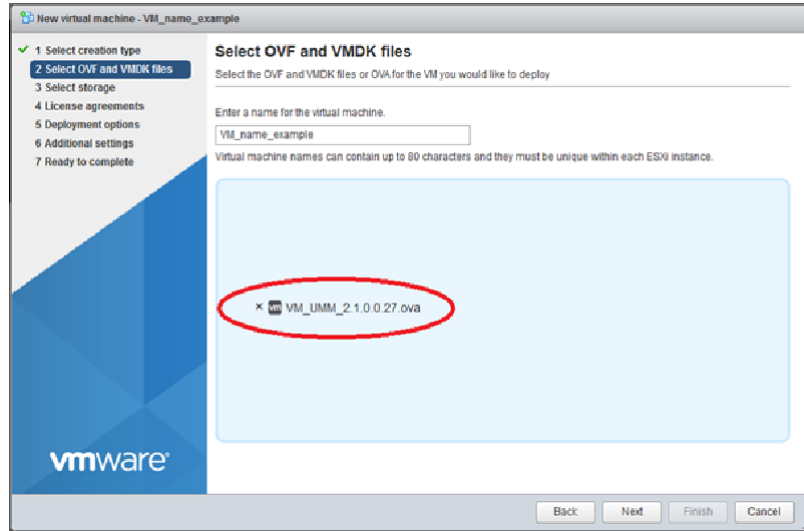 New virtual machine - VM_name_example
1 Select creation type
2 Select OVF and VMDK files
3 Select storage
4 License agreements
5 Deployment options
6 Additional settings
7 Ready to complete
Select OVF and VMDK files
Select the OVF and VMDK files or OVA for the VM you would like to deploy
Enter a name for the virtual machine.
VM_name_example
Virtual machine names can contain up to 80 characters and they must be unique within each ESXi instance.
× vm VM_UMM_2.1.0.0.27.ova
vmware®
Back Next Finish Cancel